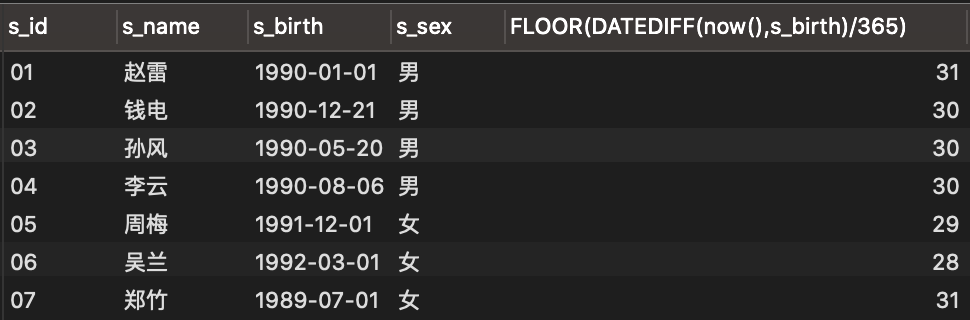 s_id s_name s_birth s_sex FLOOR(DATEDIFF(now(),s_birth)/365)
01 赵雷 1990-01-01 男 31
02 钱电 1990-12-21 男 30
03 孙风 1990-05-20 男 30
04 李云 1990-08-06 男 30
05 周梅 1991-12-01 女 29
06 吴兰 1992-03-01 女 28
07 郑竹 1989-07-01 女 31